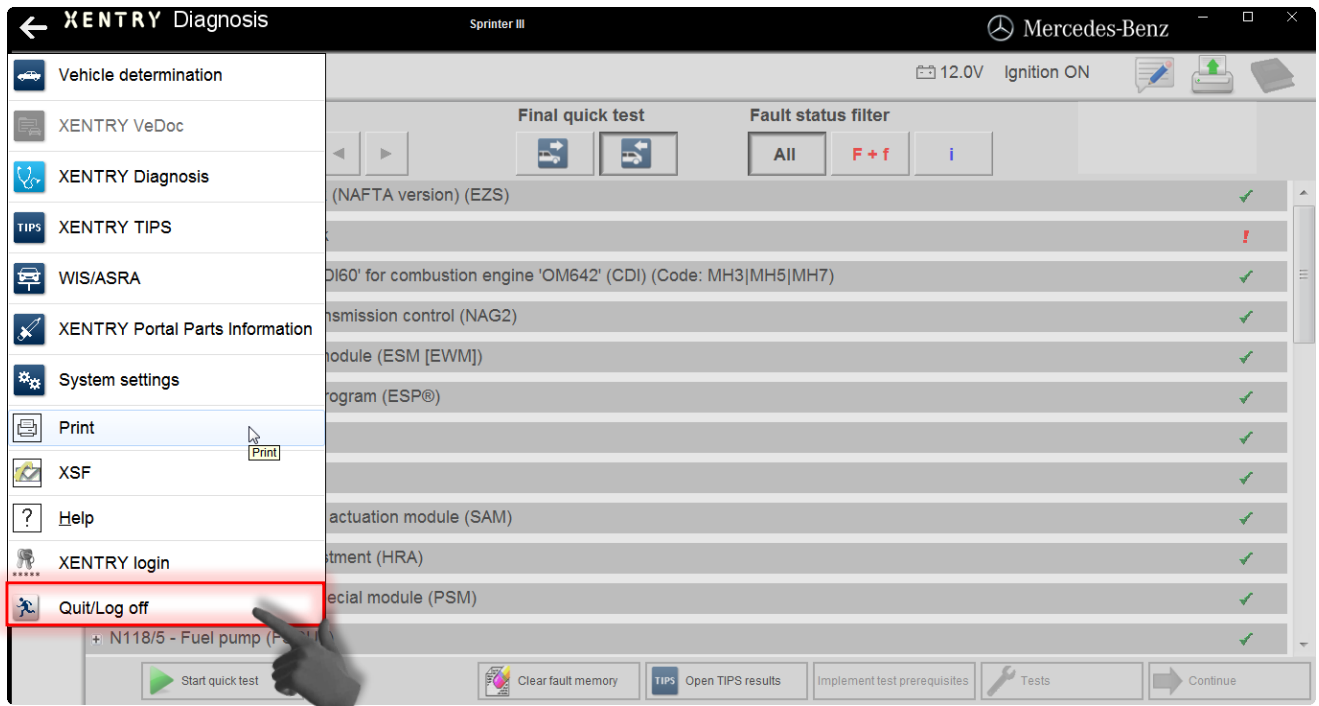 XENTRY Diagnosis
Sprinter III
Mercedes-Benz
Vehicle determination
XENTRY VeDoc
XENTRY Diagnosis
TIPS
XENTRY TIPS
WIS/ASRA
XENTRY Portal Parts Information
System settings
Print
Print
XSF
?
Help
XENTRY login
Quit/Log off
12.0V
Ignition ON
Final quick test
Fault status filter
All
F + f
i
(NAFTA version) (EZS)
!
DI60' for combustion engine 'OM642' (CDI) (Code: MH3|MH5|MH7)
nsmission control (NAG2)
nodule (ESM [EWM])
rogram (ESP®)
actuation module (SAM)
stment (HRA)
ecial module (PSM)
+ N118/5 - Fuel pump
Start quick test
Clear fault memory
TIPS
Open TIPS results
Implement test prerequisites
Tests
Continue